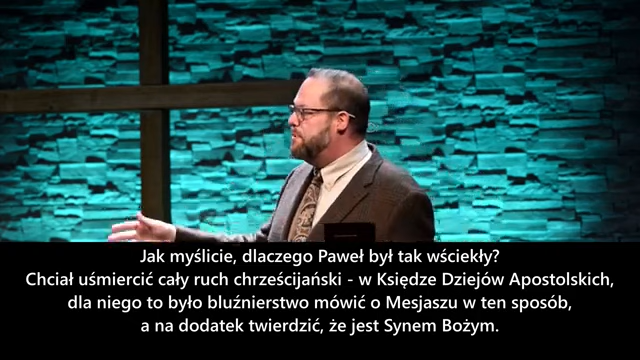 Jak myślicie, dlaczego Paweł był tak wściekły?
Chciał uśmiercić cały ruch chrześcijański - w Księdze Dziejów Apostolskich,
dla niego to było bluźnierstwo mówić o Mesjaszu w ten sposób,
a na dodatek twierdzić, że jest Synem Bożym.